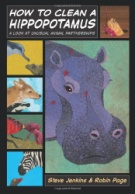 HOW TO CLEAN A
HIPPOPOTAMUS
A LOOK AT UNUSUAL ANIMAL PARTNERSHIPS
Steve Jenkins & Robin Page